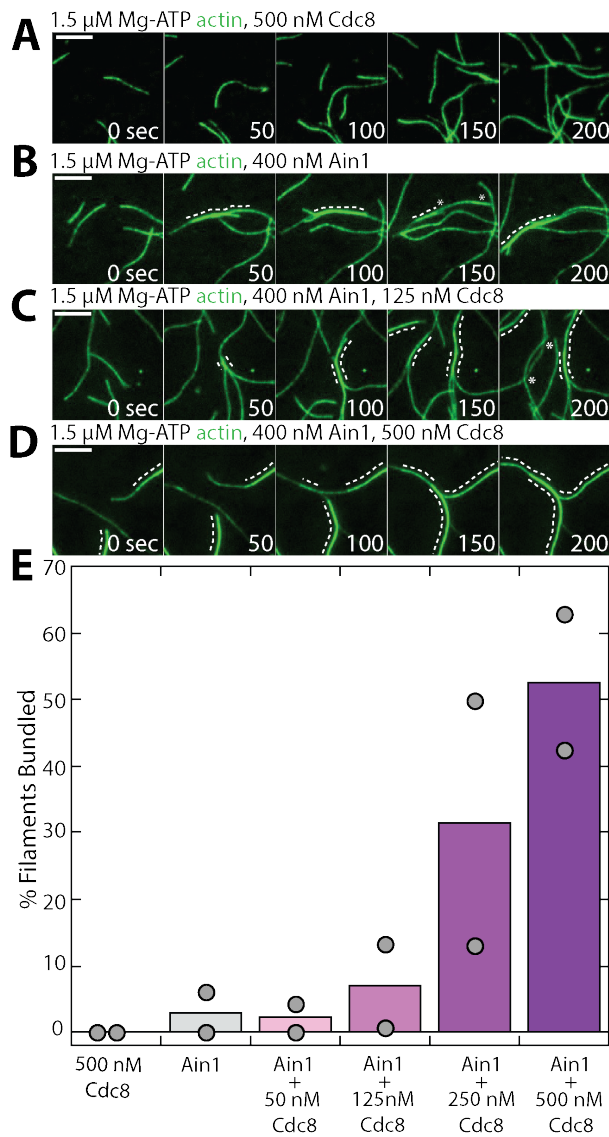 A
1.5 μM Mg-ATP actin, 500 nM Cdc8
0 sec
50
100
150
200
B
1.5 μM Mg-ATP actin, 400 nM Ain1
0 sec
50
100
150
200
*
*
C
1.5 μM Mg-ATP actin, 400 nM Ain1, 125 nM Cdc8
0 sec
50
100
150
200
*
*
D
1.5 μM Mg-ATP actin, 400 nM Ain1, 500 nM Cdc8
0 sec
50
100
150
200
E
% Filaments Bundled
70
60
50
40
30
20
10
0
500 nM
Cdc8
Ain1
Ain1
+
50 nM
Cdc8
Ain1
+
125nM
Cdc8
Ain1
+
250 nM
Cdc8
Ain1
+
500 nM
Cdc8